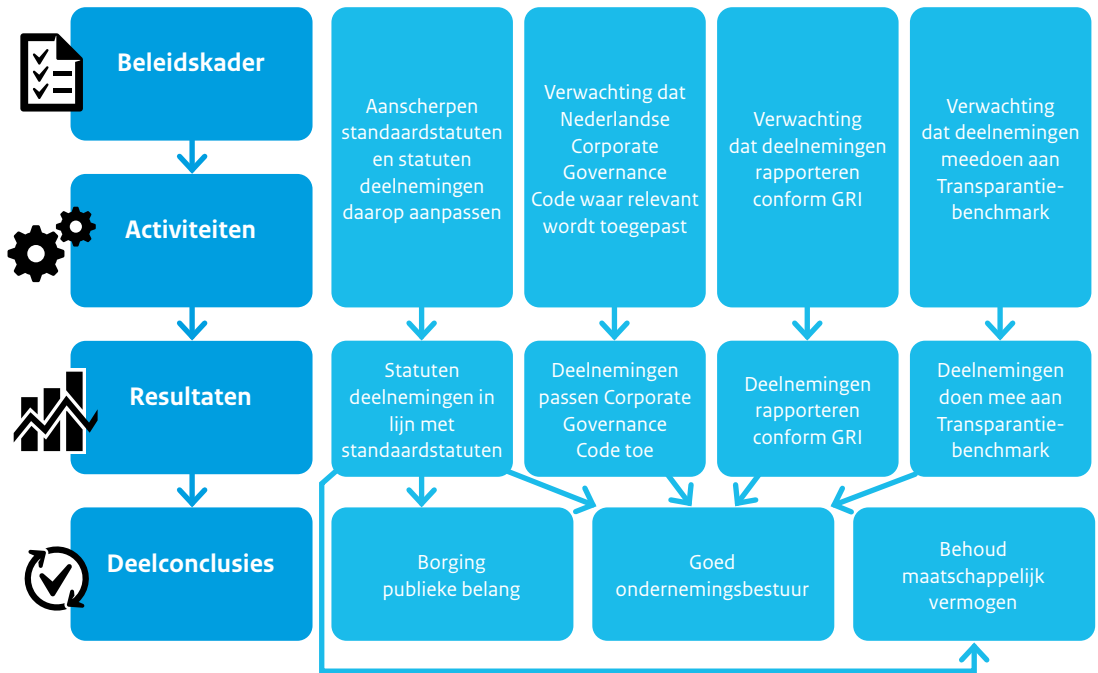 Beleidskader
Activiteiten
Resultaten
Deelconclusies
Aanscherpen
standaardstatuten
en statuten
deelnemingen
daarop aanpassen
Verwachting dat
Nederlandse
Corporate
Governance
Code waar relevant
wordt toegepast
Verwachting
dat deelnemingen
rapporteren
conform GRI
Verwachting
dat deelnemingen
meedoen aan
Transparantie-
benchmark
Statuten
deelnemingen in
lijn met
standaardstatuten
Deelnemingen
passen Corporate
Governance
Code toe
Deelnemingen
rapporteren
conform GRI
Deelnemingen
doen mee aan
Transparantie-
benchmark
Borging
publieke belang
Goed
ondernemingsbestuur
Behoud
maatschappelijk
vermogen